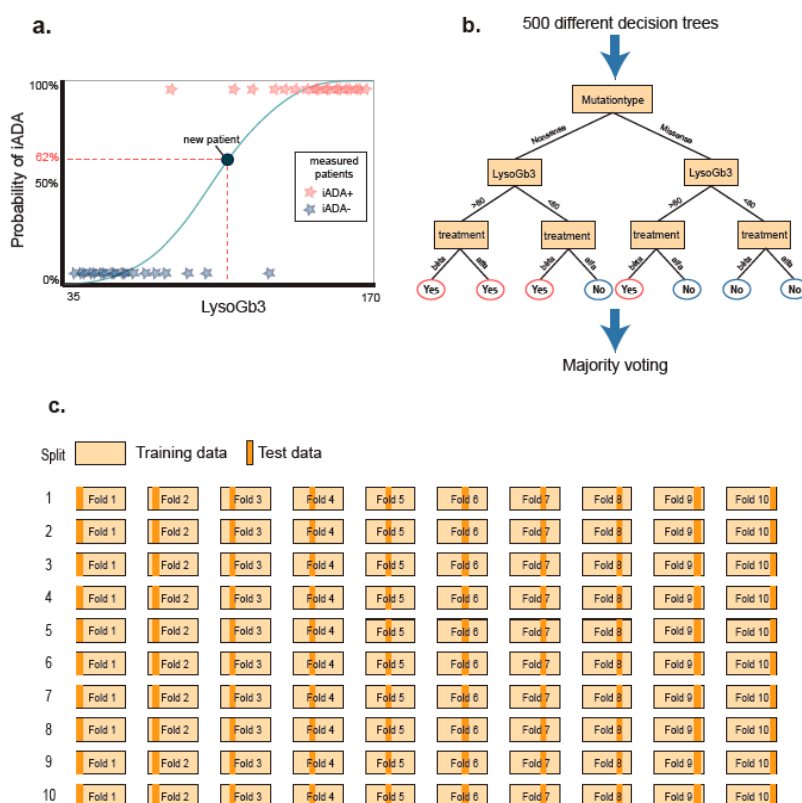 a.
100%
62%
50%
0%
Probability of iADA
new patient
measured
patients
iADA+
iADA-
35
170
LysoGb3
b.
500 different decision trees
Mutationtype
Nonsense
Missense
LysoGb3
LysoGb3
>80
<80
>80
<80
treatment
treatment
treatment
treatment
bèta
alfa
bèta
alfa
bèta
alfa
bèta
alfa
Yes
Yes
Yes
No
Yes
No
No
No
Majority voting
c.
Split Training data Test data
1 Fold 1 Fold 2 Fold 3 Fold 4 Fold 5 Fold 6 Fold 7 Fold 8 Fold 9 Fold 10
2 Fold 1 Fold 2 Fold 3 Fold 4 Fold 5 Fold 6 Fold 7 Fold 8 Fold 9 Fold 10
3 Fold 1 Fold 2 Fold 3 Fold 4 Fold 5 Fold 6 Fold 7 Fold 8 Fold 9 Fold 10
4 Fold 1 Fold 2 Fold 3 Fold 4 Fold 5 Fold 6 Fold 7 Fold 8 Fold 9 Fold 10
5 Fold 1 Fold 2 Fold 3 Fold 4 Fold 5 Fold 6 Fold 7 Fold 8 Fold 9 Fold 10
6 Fold 1 Fold 2 Fold 3 Fold 4 Fold 5 Fold 6 Fold 7 Fold 8 Fold 9 Fold 10
7 Fold 1 Fold 2 Fold 3 Fold 4 Fold 5 Fold 6 Fold 7 Fold 8 Fold 9 Fold 10
8 Fold 1 Fold 2 Fold 3 Fold 4 Fold 5 Fold 6 Fold 7 Fold 8 Fold 9 Fold 10
9 Fold 1 Fold 2 Fold 3 Fold 4 Fold 5 Fold 6 Fold 7 Fold 8 Fold 9 Fold 10
10 Fold 1 Fold 2 Fold 3 Fold 4 Fold 5 Fold 6 Fold 7 Fold 8 Fold 9 Fold 10